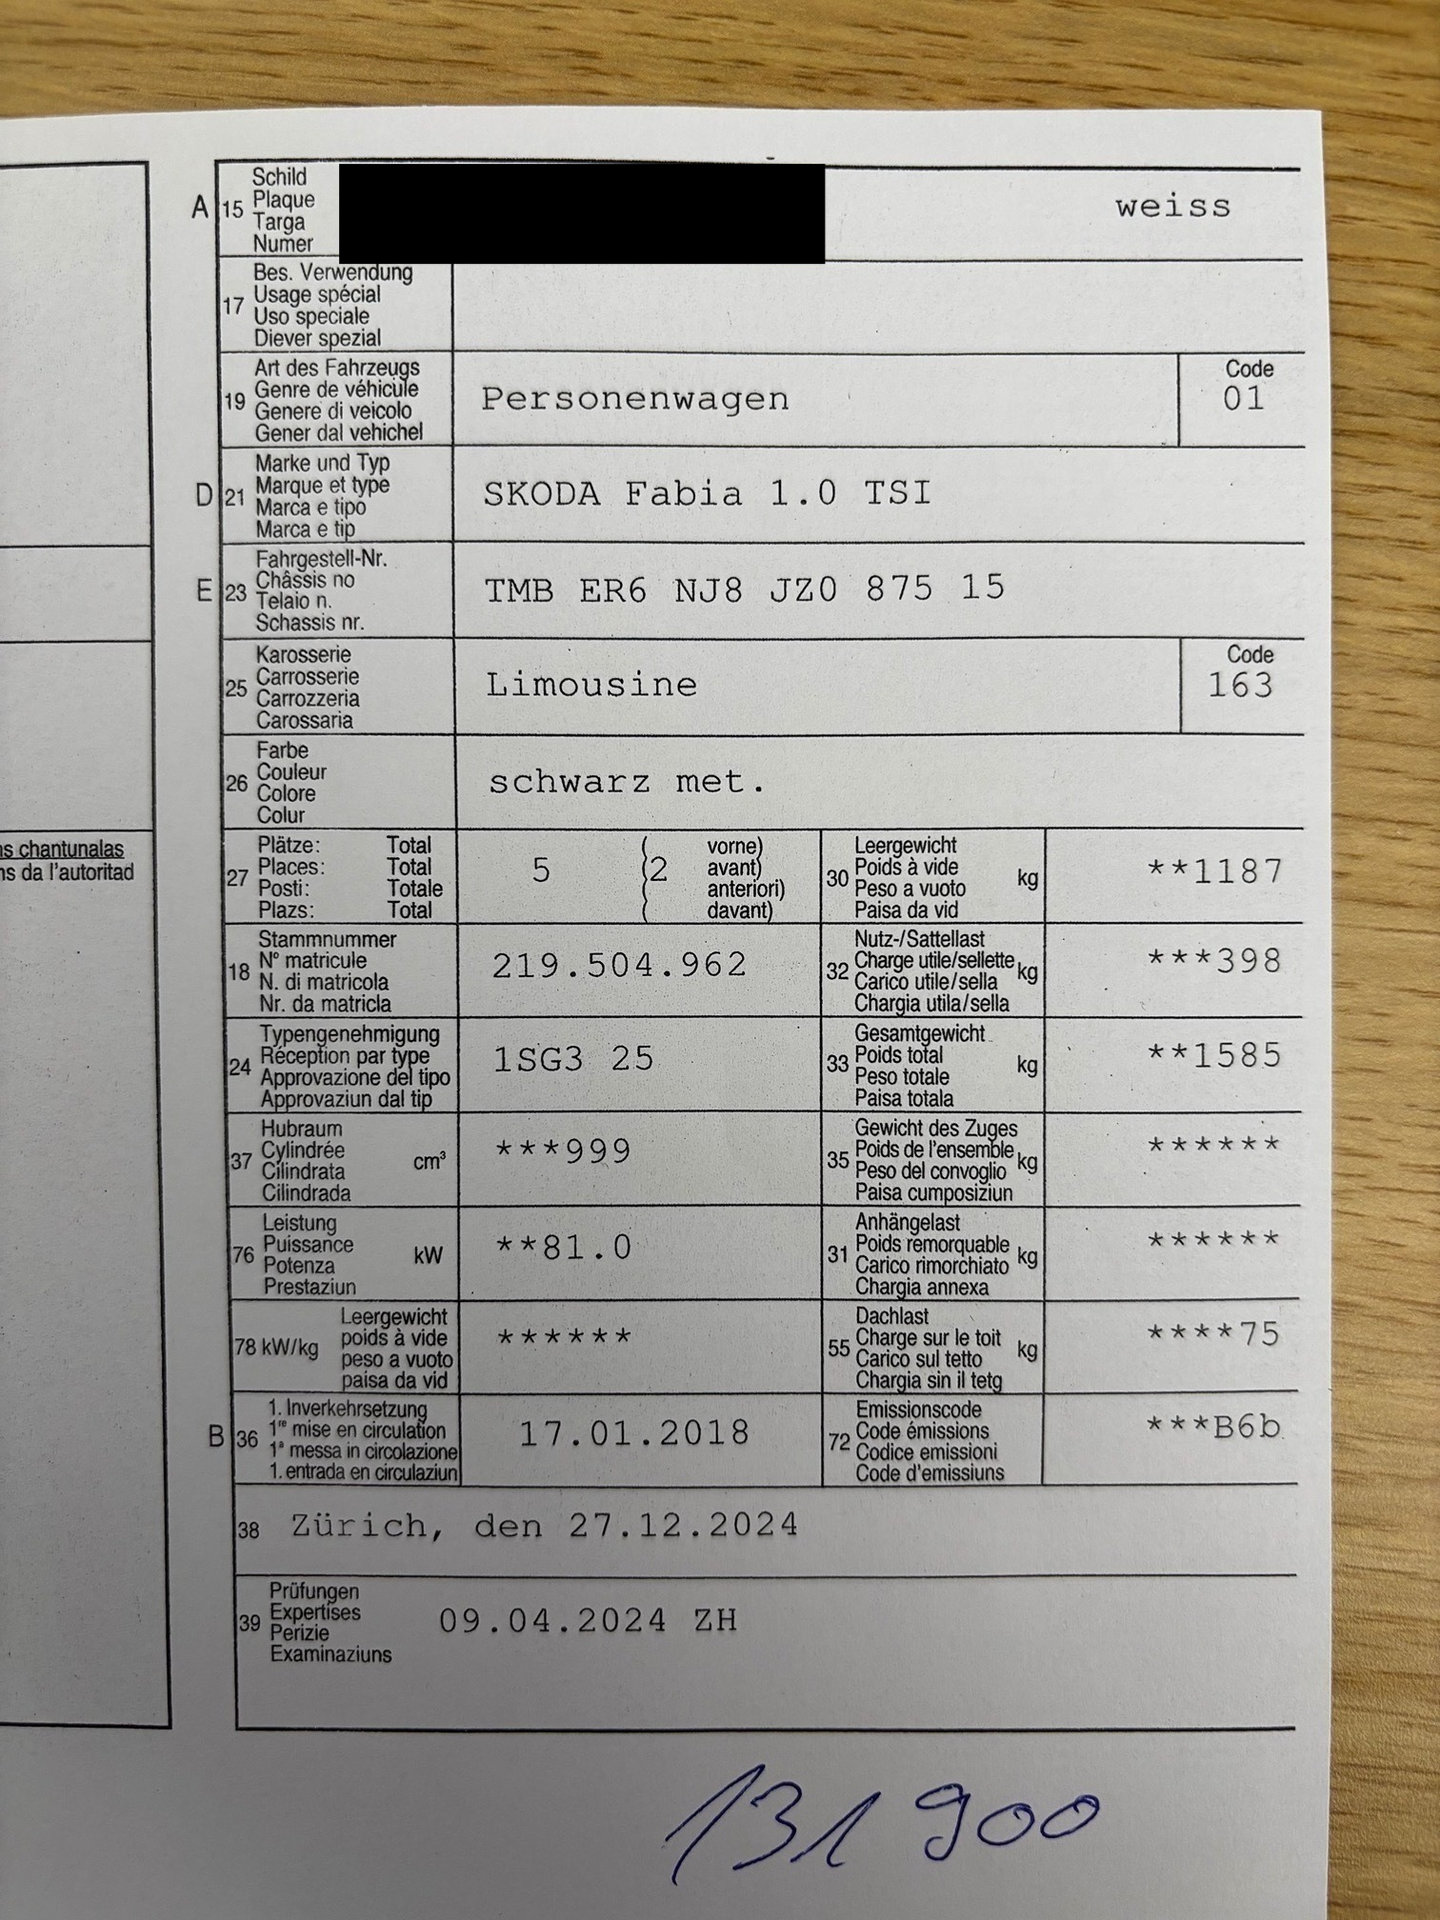 ns chantunalas
ns da l'autoritad
A 15 Schild
Plaque
Targa
Numer
weiss
17 Bes. Verwendung
Usage spécial
Uso speciale
Diever spezial
19 Art des Fahrzeugs
Genre de véhicule
Genere di veicolo
Gener dal vehichel
Personenwagen
Code
01
D 21 Marke und Typ
Marque et type
Marca e tipo
Marca e tip
SKODA Fabia 1.0 TSI
E 23 Fahrgestell-Nr.
Châssis no
Telaio n.
Schassis nr.
TMB ER6 NJ8 JZ0 875 15
25 Karosserie
Carrosserie
Carrozzeria
Carossaria
Limousine
Code
163
26 Farbe
Couleur
Colore
Colur
schwarz met.
27 Plätze: Total
Places: Total
Posti: Totale
Plazs: Total
5 (2 vorne)
avant)
anteriori)
davant)
30 Leergewicht
Poids à vide
Peso a vuoto kg
Paisa da vid
**1187
18 Stammnummer
N° matricule
N. di matricola
Nr. da matricla
219.504.962
32 Nutz-/Sattellast
Charge utile/sellette kg
Carico utile/sella
Chargia utila/sella
***398
24 Typengenehmigung
Réception par type
Approvazione del tipo
Approvaziun dal tip
1SG3 25
33 Gesamtgewicht
Poids total kg
Peso totale
Paisa totala
**1585
37 Hubraum
Cylindrée cm³
Cilindrata
Cilindrada
***999
35 Gewicht des Zuges
Poids de l'ensemble kg
Peso del convoglio
Paisa cumposiziun
******
76 Leistung
Puissance kW
Potenza
Prestaziun
**81.0
31 Anhängelast
Poids remorquable kg
Carico rimorchiato
Chargia annexa
******
78 kW/kg Leergewicht
poids à vide
peso a vuoto
paisa da vid
******
55 Dachlast
Charge sur le toit kg
Carico sul tetto
Chargia sin il tetg
****75
B 36 1. Inverkehrsetzung
1re mise en circulation
1a messa in circolazione
1. entrada en circulaziun
17.01.2018
72 Emissionscode
Code émissions
Codice emissioni
Code d'emissiuns
***B6b
38 Zürich, den 27.12.2024
39 Prüfungen
Expertises
Perizie
Examinaziuns
09.04.2024 ZH
131 900